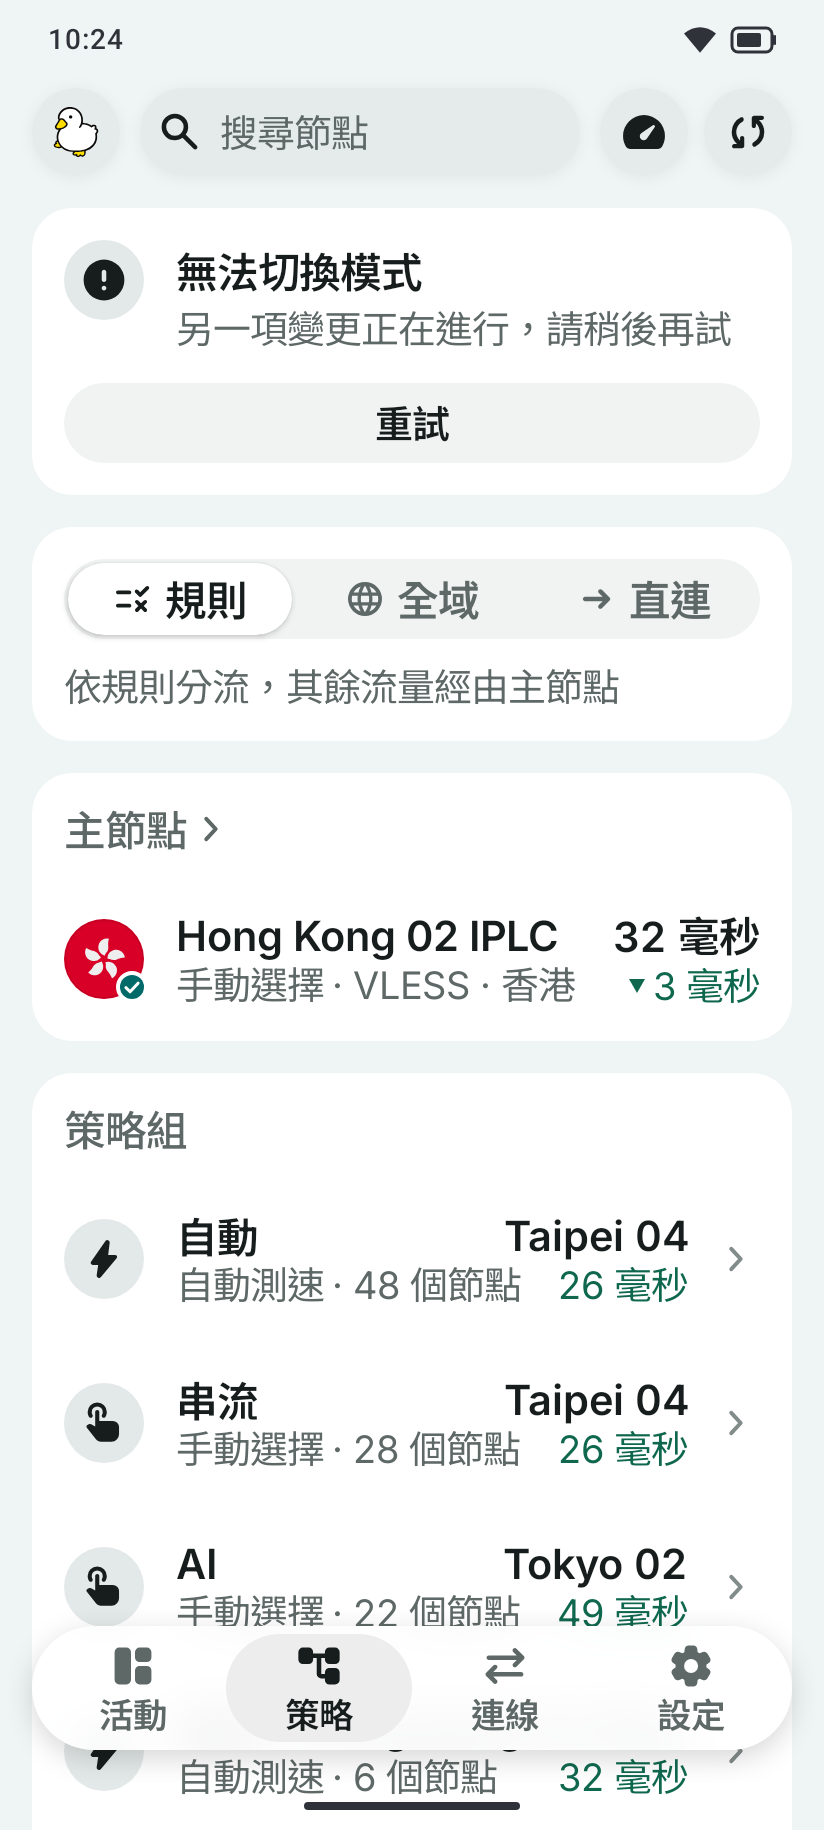 10:24
搜尋節點
無法切換模式
另一項變更正在進行，請稍後再試
重試
規則
全域
直連
依規則分流，其餘流量經由主節點
主節點
Hong Kong 02 IPLC
32 毫秒
手動選擇 · VLESS · 香港
▼3 毫秒
策略組
自動
Taipei 04
自動測速 · 48 個節點
26 毫秒
串流
Taipei 04
手動選擇 · 28 個節點
26 毫秒
AI
Tokyo 02
手動選擇 · 22 個節點
49 毫秒
活動
策略
連線
設定
自動測速 · 6 個節點
32 毫秒